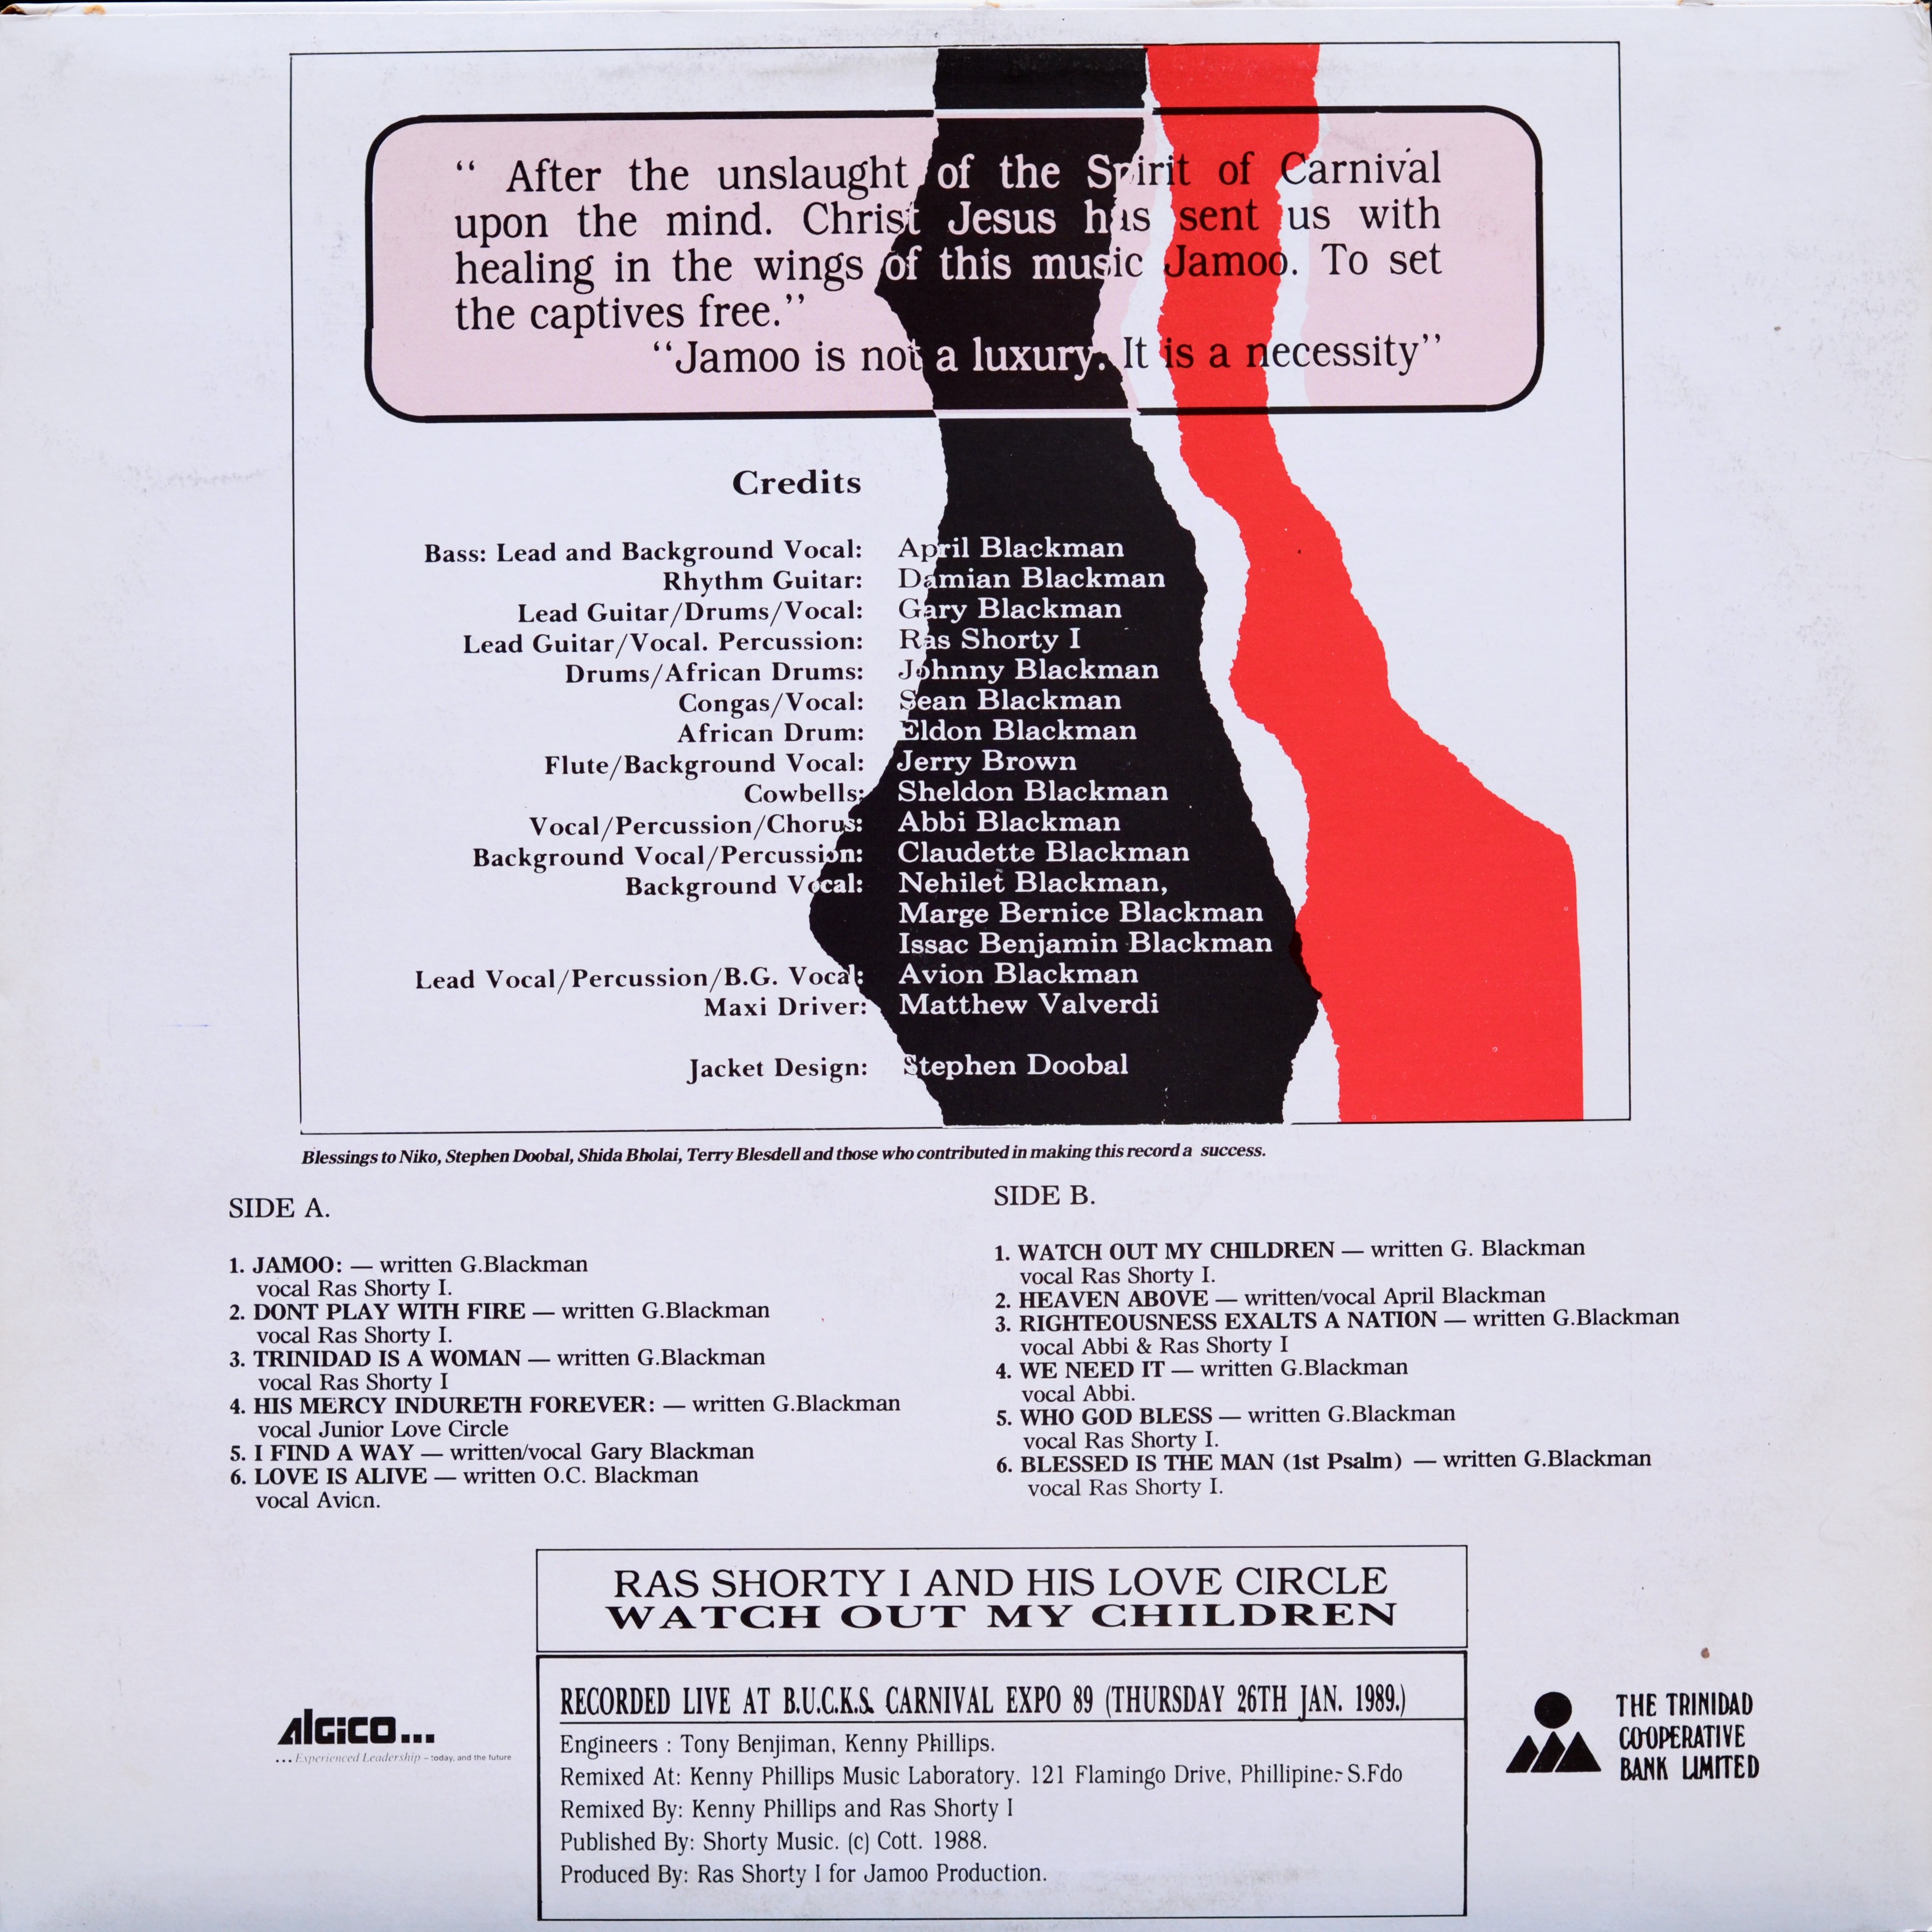 “ After the unslaught of the Spirit of Carnival
upon the mind. Christ Jesus has sent us with
healing in the wings of this music Jamoo. To set
the captives free.”
“Jamoo is not a luxury. It is a necessity”
Credits
Bass: Lead and Background Vocal: April Blackman
Rhythm Guitar: Damian Blackman
Lead Guitar/Drums/Vocal: Gary Blackman
Lead Guitar/Vocal. Percussion: Ras Shorty I
Drums/African Drums: Johnny Blackman
Congas/Vocal: Sean Blackman
African Drum: Eldon Blackman
Flute/Background Vocal: Jerry Brown
Cowbells: Sheldon Blackman
Vocal/Percussion/Chorus: Abbi Blackman
Background Vocal/Percussion: Claudette Blackman
Background Vocal: Nehilet Blackman,
Marge Bernice Blackman
Issac Benjamin Blackman
Lead Vocal/Percussion/B.G. Vocal: Avion Blackman
Maxi Driver: Matthew Valverdi
Jacket Design: Stephen Doobal
Blessings to Niko, Stephen Doobal, Shida Bholai, Terry Blesdell and those who contributed in making this record a success.
SIDE A.
1. JAMOO: — written G.Blackman
vocal Ras Shorty I.
2. DONT PLAY WITH FIRE — written G.Blackman
vocal Ras Shorty I.
3. TRINIDAD IS A WOMAN — written G.Blackman
vocal Ras Shorty I
4. HIS MERCY INDURETH FOREVER: — written G.Blackman
vocal Junior Love Circle
5. I FIND A WAY — written/vocal Gary Blackman
6. LOVE IS ALIVE — written O.C. Blackman
vocal Avion.
SIDE B.
1. WATCH OUT MY CHILDREN — written G. Blackman
vocal Ras Shorty I.
2. HEAVEN ABOVE — written/vocal April Blackman
3. RIGHTEOUSNESS EXALTS A NATION — written G.Blackman
vocal Abbi & Ras Shorty I
4. WE NEED IT — written G.Blackman
vocal Abbi.
5. WHO GOD BLESS — written G.Blackman
vocal Ras Shorty I.
6. BLESSED IS THE MAN (1st Psalm) — written G.Blackman
vocal Ras Shorty I.
RAS SHORTY I AND HIS LOVE CIRCLE
WATCH OUT MY CHILDREN
RECORDED LIVE AT B.U.C.K.S. CARNIVAL EXPO 89 (THURSDAY 26TH JAN. 1989.)
Engineers : Tony Benjiman, Kenny Phillips.
Remixed At: Kenny Phillips Music Laboratory. 121 Flamingo Drive, Phillipine:- S.Fdo
Remixed By: Kenny Phillips and Ras Shorty I
Published By: Shorty Music. (c) Cott. 1988.
Produced By: Ras Shorty I for Jamoo Production.
Algico...
... Experienced Leadership – today, and the future
THE TRINIDAD
CO-OPERATIVE
BANK LIMITED